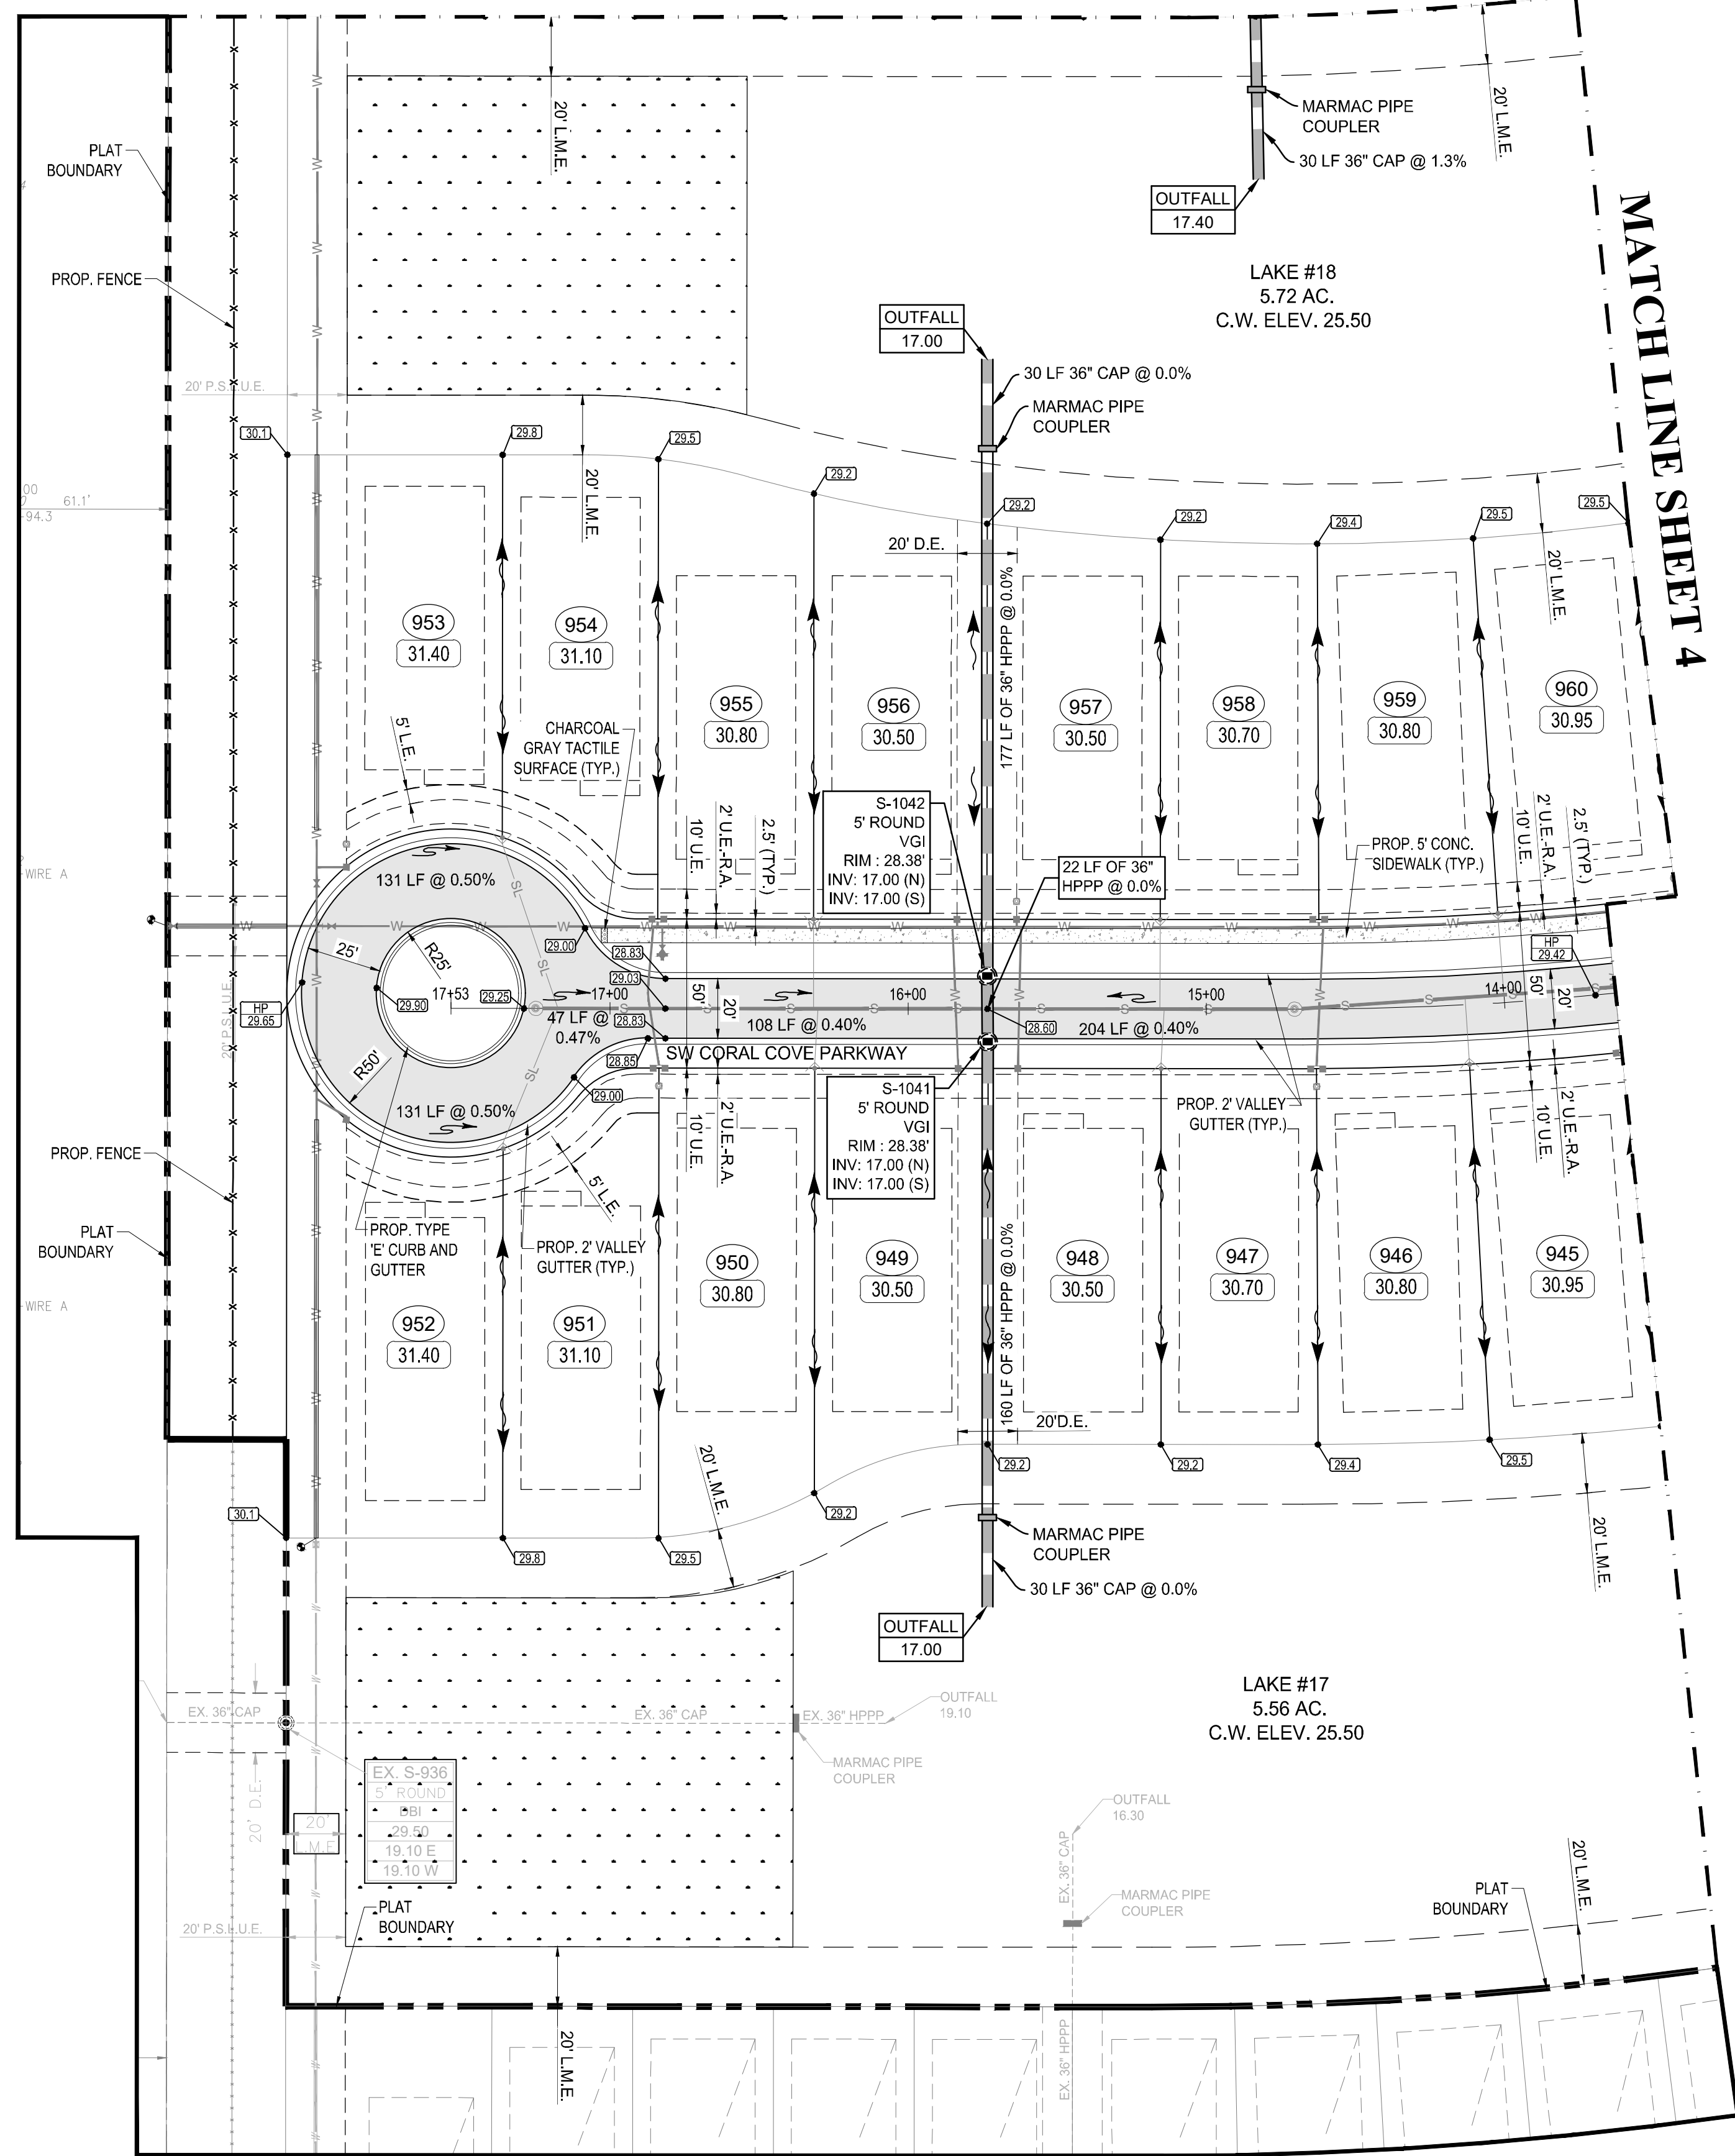 20' L.M.E.
20' L.M.E.
MARMAC PIPE
COUPLER
30 LF 36" CAP @ 1.3%
OUTFALL
17.40
PLAT
BOUNDARY
PROP. FENCE
MATCH LINE SHEET 4
LAKE #18
5.72 AC.
C.W. ELEV. 25.50
OUTFALL
17.00
30 LF 36" CAP @ 0.0%
MARMAC PIPE
COUPLER
20' P.S.L.U.E.
30.1
29.8
29.5
29.2
29.2
29.2
29.4
29.5
29.5
00
61.1'
94.3
20' L.M.E.
20' D.E.
20' L.M.E.
177 LF OF 36" HPPP @ 0.0%
953
31.40
954
31.10
955
30.80
956
30.50
957
30.50
958
30.70
959
30.80
960
30.95
5' L.E.
CHARCOAL
GRAY TACTILE
SURFACE (TYP.)
10' U.E.
2' U.E.-R.A.
2.5' (TYP.)
S-1042
5' ROUND
VGI
RIM : 28.38'
INV: 17.00 (N)
INV: 17.00 (S)
22 LF OF 36"
HPPP @ 0.0%
PROP. 5' CONC.
SIDEWALK (TYP.)
10' U.E.
2' U.E.-R.A.
2.5' (TYP.)
WIRE A
131 LF @ 0.50%
SL
W W W W W W W W W W
25'
R25'
29.00
28.83
29.03
HP
29.42
HP
29.65
29.90
17+53
29.25
SL
17+00
16+00
15+00
14+00
50'
20'
50'
20'
S S S S S S S S
47 LF @
0.47%
28.83
108 LF @ 0.40%
28.60
204 LF @ 0.40%
28.85
SW CORAL COVE PARKWAY
20' P.S.L.U.E.
R50'
SL
29.00
131 LF @ 0.50%
10' U.E.
2' U.E.-R.A.
S-1041
5' ROUND
VGI
RIM : 28.38'
INV: 17.00 (N)
INV: 17.00 (S)
PROP. 2' VALLEY
GUTTER (TYP.)
10' U.E.
2' U.E.-R.A.
PROP. FENCE
5' L.E.
PLAT
BOUNDARY
PROP. TYPE
'E' CURB AND
GUTTER
PROP. 2' VALLEY
GUTTER (TYP.)
WIRE A
952
31.40
951
31.10
950
30.80
949
30.50
948
30.50
947
30.70
946
30.80
945
30.95
160 LF OF 36" HPPP @ 0.0%
20'D.E.
20' L.M.E.
29.2
29.2
29.4
29.5
30.1
29.8
29.5
29.2
MARMAC PIPE
COUPLER
30 LF 36" CAP @ 0.0%
20' L.M.E.
OUTFALL
17.00
LAKE #17
5.56 AC.
C.W. ELEV. 25.50
EX. 36" CAP
EX. 36" CAP
EX. 36" HPPP
OUTFALL
19.10
MARMAC PIPE
COUPLER
20' D.E.
20'
L.M.E
EX. S-936
5' ROUND
DBI
29.50
19.10 E
19.10 W
OUTFALL
16.30
EX. 36" CAP
MARMAC PIPE
COUPLER
20' L.M.E.
PLAT
BOUNDARY
PLAT
BOUNDARY
20' P.S.L.U.E.
20' L.M.E.
EX. 36" HPPP